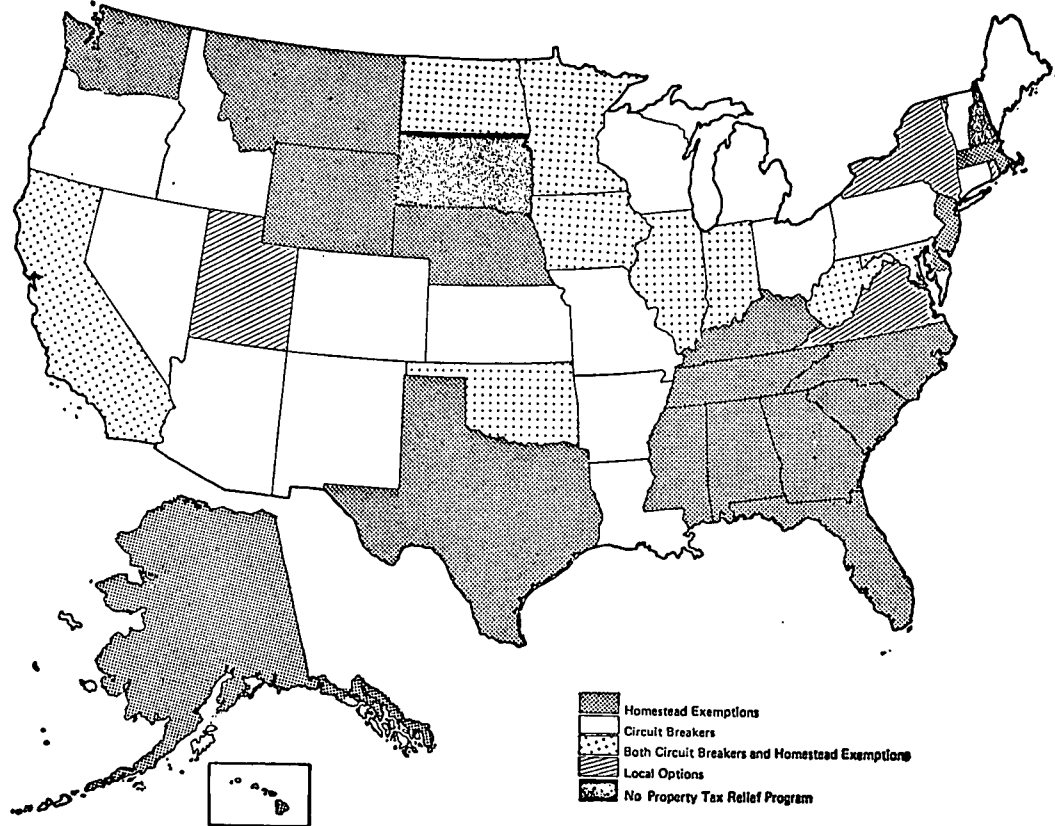 Homestead Exemptions
Circuit Breakers
Both Circuit Breakers and Homestead Exemptions
Local Options
No Property Tax Relief Program